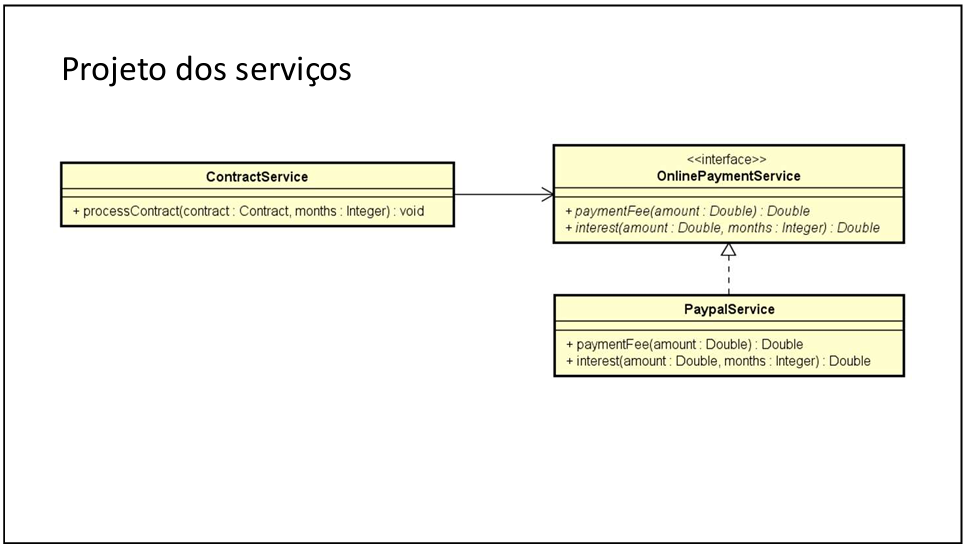 Projeto dos serviços
ContractService
+ processContract(contract : Contract, months : Integer) : void
<<interface>>
OnlinePaymentService
+ paymentFee(amount : Double) : Double
+ interest(amount : Double, months : Integer) : Double
PaypalService
+ paymentFee(amount : Double) : Double
+ interest(amount : Double, months : Integer) : Double